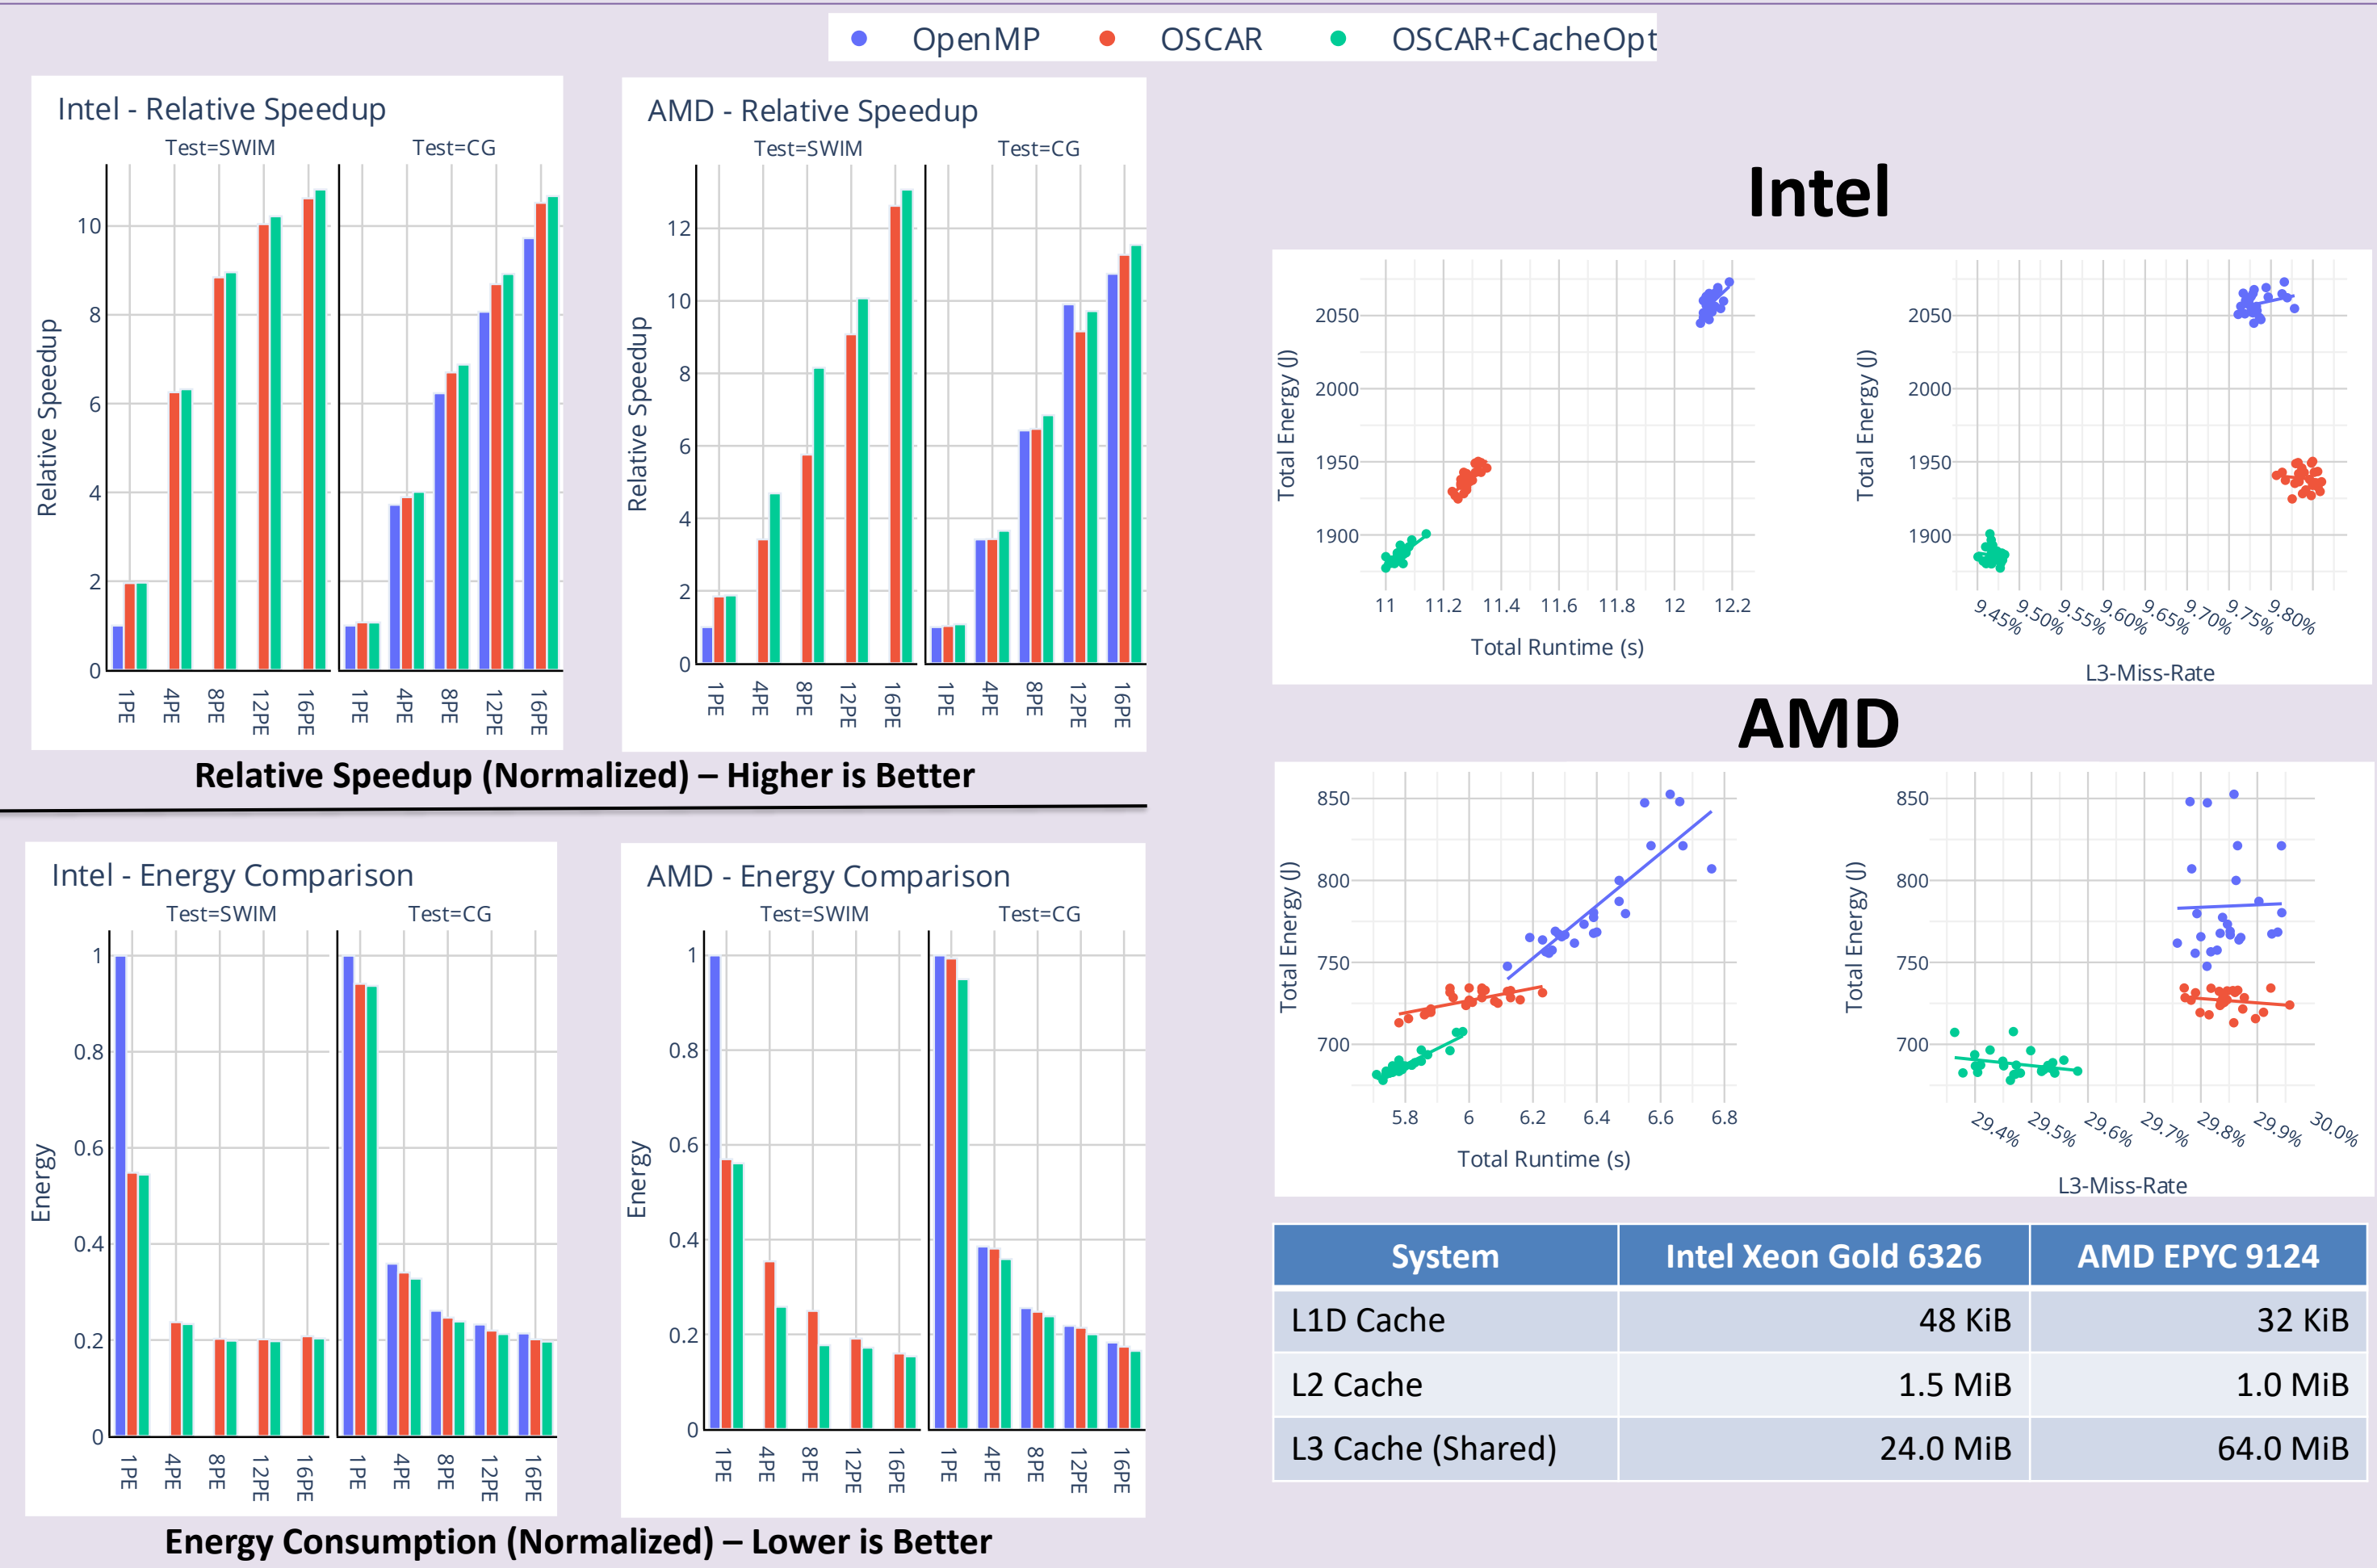 OpenMP OSCAR OSCAR+CacheOpt
Intel - Relative Speedup
Test=SWIM Test=CG
Relative Speedup
10
8
6
4
2
0
1PE 4PE 8PE 12PE 16PE 1PE 4PE 8PE 12PE 16PE
AMD - Relative Speedup
Test=SWIM Test=CG
Relative Speedup
12
10
8
6
4
2
0
1PE 4PE 8PE 12PE 16PE 1PE 4PE 8PE 12PE 16PE
Relative Speedup (Normalized) – Higher is Better
Intel - Energy Comparison
Test=SWIM Test=CG
Energy
1
0.8
0.6
0.4
0.2
0
1PE 4PE 8PE 12PE 16PE 1PE 4PE 8PE 12PE 16PE
AMD - Energy Comparison
Test=SWIM Test=CG
Energy
1
0.8
0.6
0.4
0.2
0
1PE 4PE 8PE 12PE 16PE 1PE 4PE 8PE 12PE 16PE
Energy Consumption (Normalized) – Lower is Better
Intel
Total Energy (J)
2050
2000
1950
1900
11 11.2 11.4 11.6 11.8 12 12.2
Total Runtime (s)
Total Energy (J)
2050
2000
1950
1900
9.45% 9.50% 9.55% 9.60% 9.65% 9.70% 9.75% 9.80%
L3-Miss-Rate
AMD
Total Energy (J)
850
800
750
700
5.8 6 6.2 6.4 6.6 6.8
Total Runtime (s)
Total Energy (J)
850
800
750
700
29.4% 29.5% 29.6% 29.7% 29.8% 29.9% 30.0%
L3-Miss-Rate
System Intel Xeon Gold 6326 AMD EPYC 9124
L1D Cache 48 KiB 32 KiB
L2 Cache 1.5 MiB 1.0 MiB
L3 Cache (Shared) 24.0 MiB 64.0 MiB